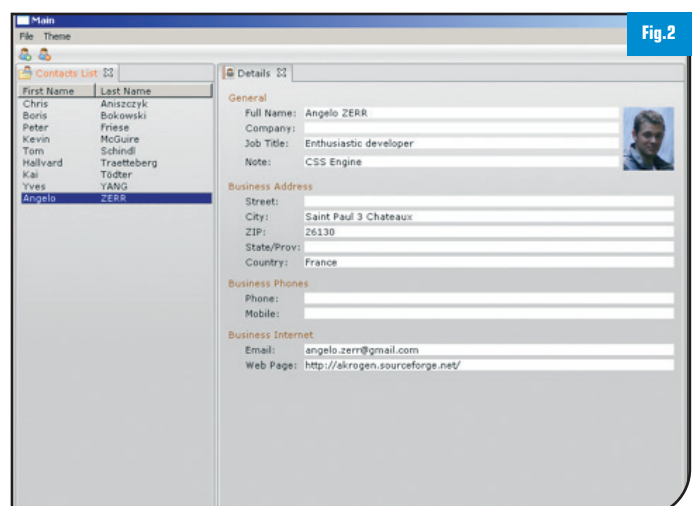 Main
Fig.2
File Theme
Contacts List
First Name Last Name
Chris Aniszczyk
Boris Bokowski
Peter Friese
Kevin McGuire
Tom Schindl
Hallvard Traetteberg
Kai Tödter
Yves YANG
Angelo ZERR
Details
General
Full Name: Angelo ZERR
Company:
Job Title: Enthusiastic developer
Note: CSS Engine
Business Address
Street:
City: Saint Paul 3 Chateaux
ZIP: 26130
State/Prov:
Country: France
Business Phones
Phone:
Mobile:
Business Internet
Email: angelo.zerr@gmail.com
Web Page: http://akrogen.sourceforge.net/